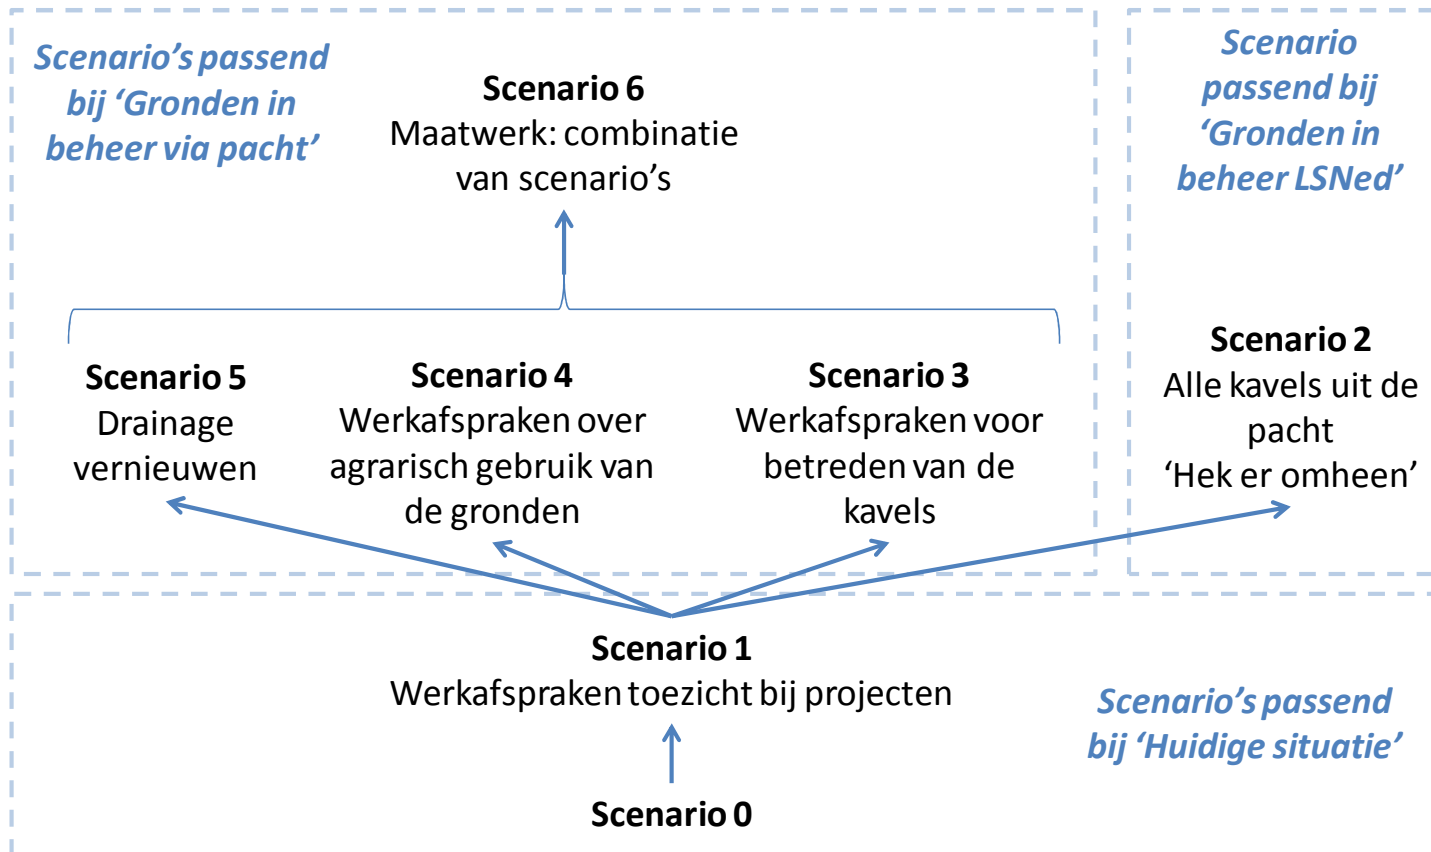 Scenario's passend
bij 'Gronden in
beheer via pacht'
Scenario 6
Maatwerk: combinatie
van scenario's
Scenario
passend bij
'Gronden in
beheer LSNed'
Scenario 5
Drainage
vernieuwen
Scenario 4
Werkafspraken over
agrarisch gebruik van
de gronden
Scenario 3
Werkafspraken voor
betreden van de
kavels
Scenario 2
Alle kavels uit de
pacht
'Hek er omheen'
Scenario 1
Werkafspraken toezicht bij projecten
Scenario's passend
bij 'Huidige situatie'
Scenario 0